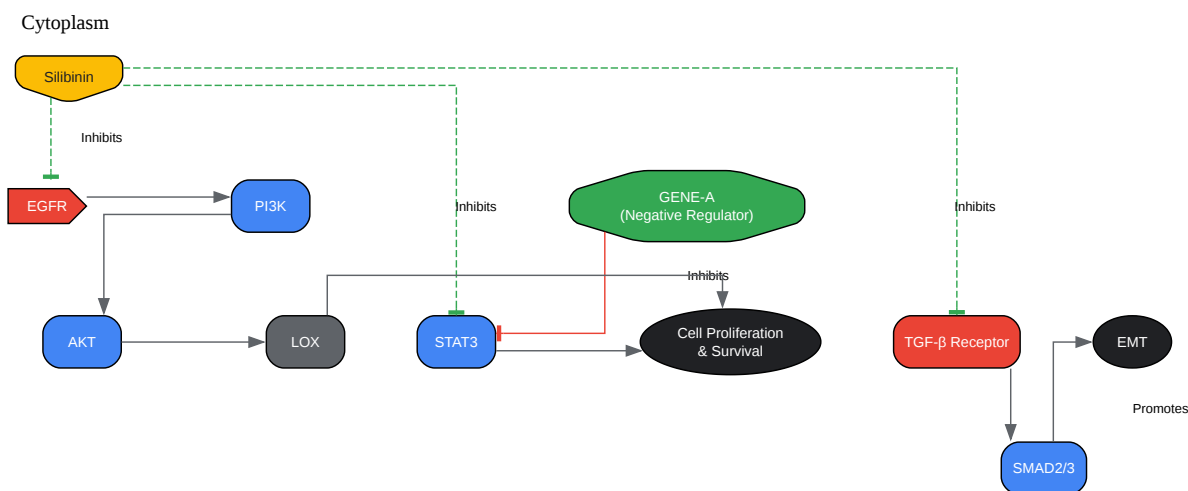 Cytoplasm
Silibinin
Inhibits
EGFR
PI3K
Inhibits
GENE-A
(Negative Regulator)
Inhibits
Inhibits
AKT
LOX
STAT3
Cell Proliferation
& Survival
TGF-β Receptor
EMT
Promotes
SMAD2/3